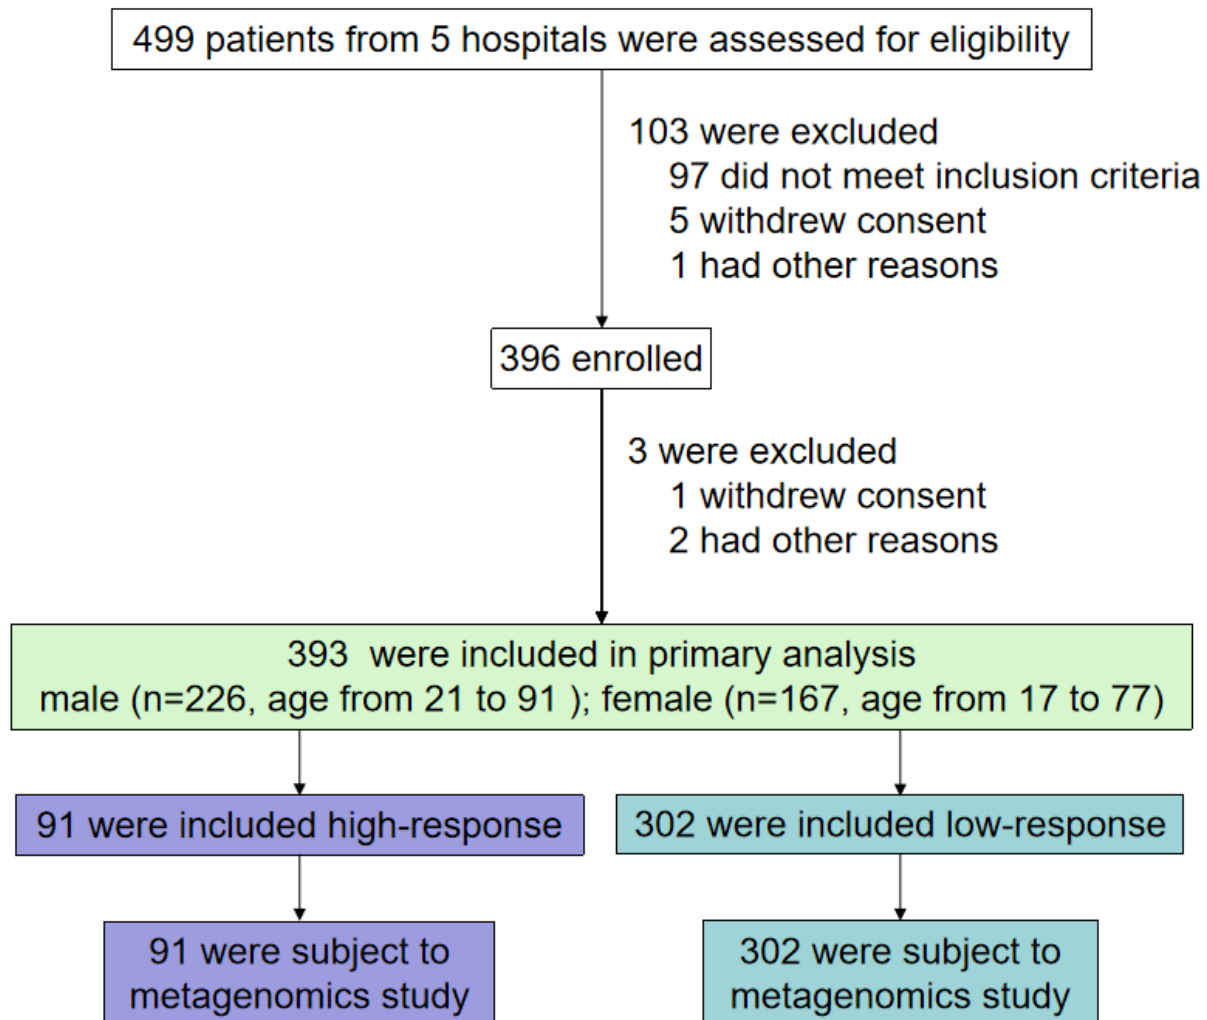 499 patients from 5 hospitals were assessed for eligibility
103 were excluded
97 did not meet inclusion criteria
5 withdrew consent
1 had other reasons
396 enrolled
3 were excluded
1 withdrew consent
2 had other reasons
393  were included in primary analysis
male (n=226, age from 21 to 91 ); female (n=167, age from 17 to 77)
91 were included high-response
302 were included low-response
91 were subject to
metagenomics study
302 were subject to
metagenomics study